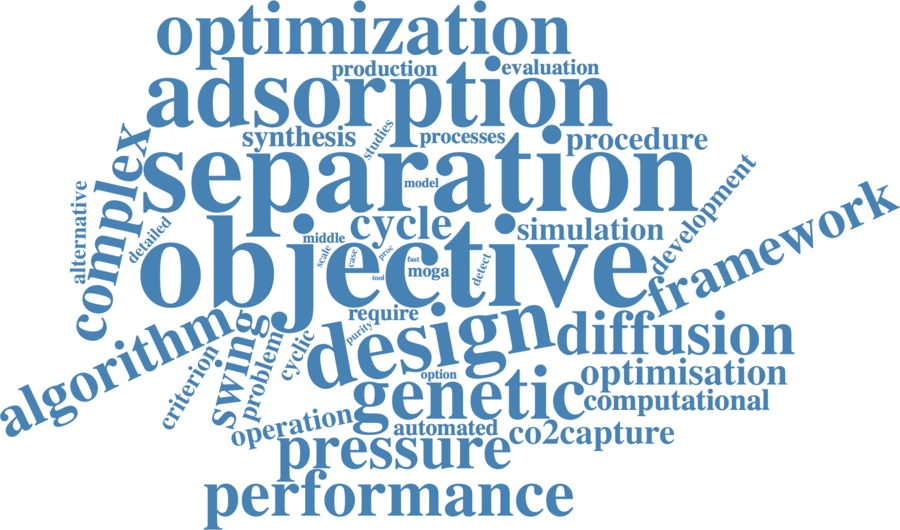 optimization
production
evaluation
adsorption
synthesis
studies
processes
procedure
complex
separation
model
development
alternative
detailed
cycle
simulation
middle
scale
case
proc
fast
tool
moga
detect
objective
framework
require
purity
algorithm
swing
problem
cyclic
criterion
design
diffusion
option
optimisation
genetic
computational
operation
automated
co2capture
pressure
performance